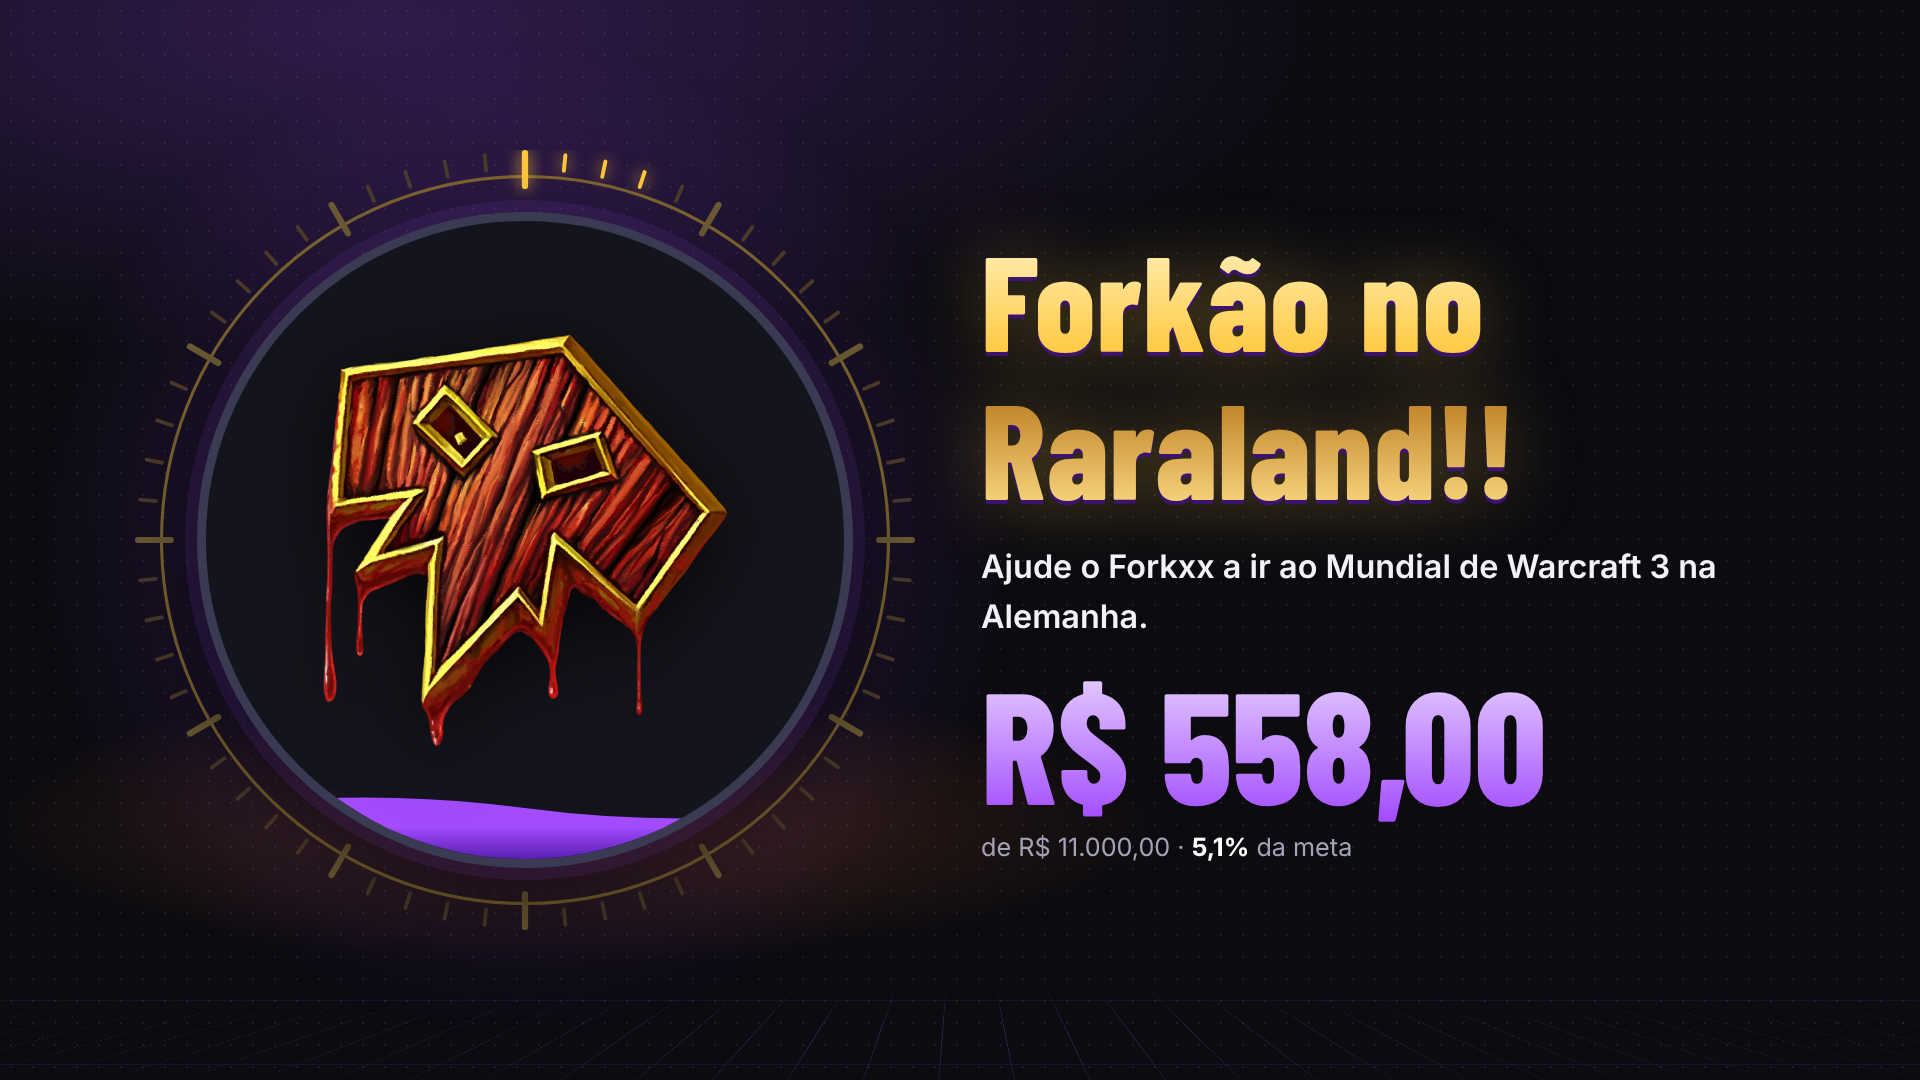 Forkão no
Raraland!!
Ajude o Forkxx a ir ao Mundial de Warcraft 3 na
Alemanha.
R$ 558,00
de R$ 11.000,00 · 5,1% da meta